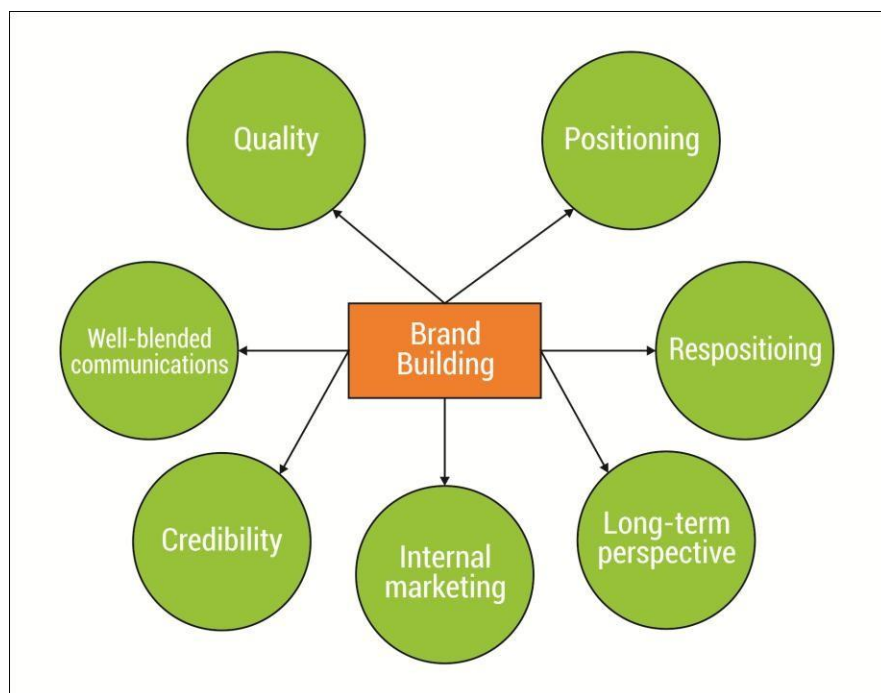 Quality
Positioning
Brand
Building
Well-blended
communications
Respositioing
Credibility
Internal
marketing
Long-term
perspective